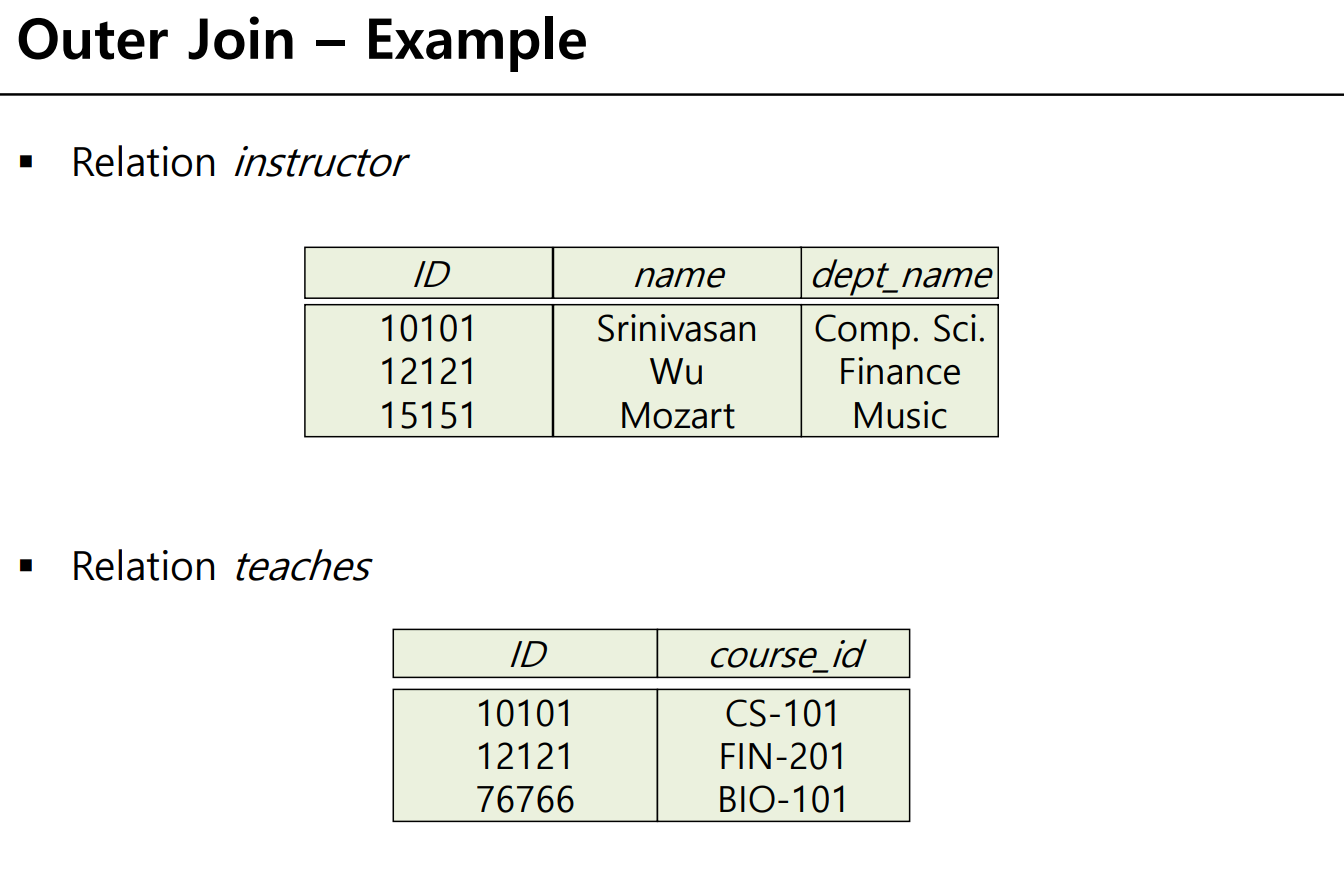 Outer Join – Example
▪ Relation instructor
ID name dept_name
10101 Srinivasan Comp. Sci.
12121 Wu Finance
15151 Mozart Music
▪ Relation teaches
ID course_id
10101 CS-101
12121 FIN-201
76766 BIO-101